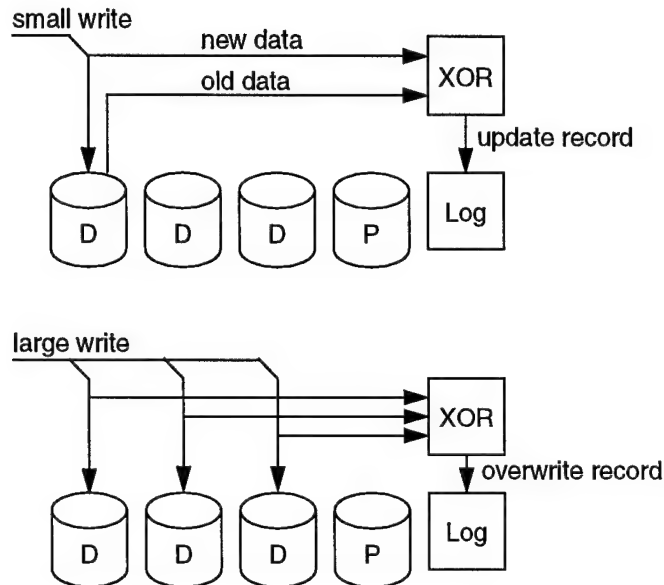 small write
new data
XOR
old data
update record
D D D P Log
large write
XOR
overwrite record
D D D P Log